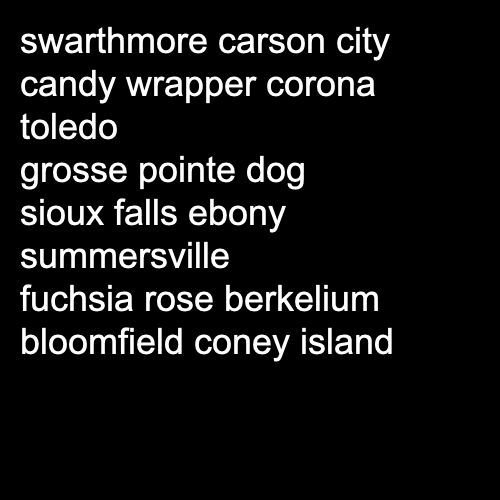 swarthmore carson city
candy wrapper corona
toledo
grosse pointe dog
sioux falls ebony
summersville
fuchsia rose berkelium
bloomfield coney island